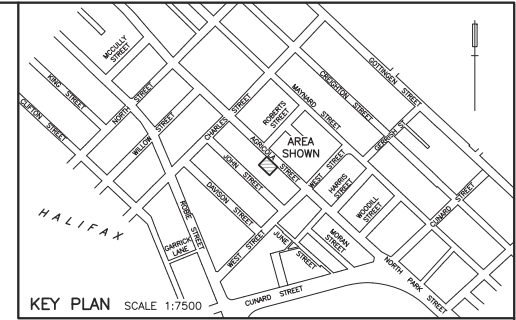 McCULLY
STREET
GOTTINGEN
STREET
KING STREET
CLIFTON STREET
NORTH STREET
WILLOW STREET
CHARLES STREET
ROBERTS
STREET
MAYNARD STREET
CREIGHTON STREET
GERRISH ST
AGRICOLA STREET
AREA
SHOWN
JOHN STREET
DAVISON STREET
WEST STREET
HARRIS
STREET
WOODILL
STREET
CUNARD STREET
ROBIE STREET
HALIFAX
GARRICK
LANE
WEST STREET
JUNE STREET
MORAN
STREET
NORTH PARK STREET
CUNARD STREET
KEY PLAN SCALE 1:7500